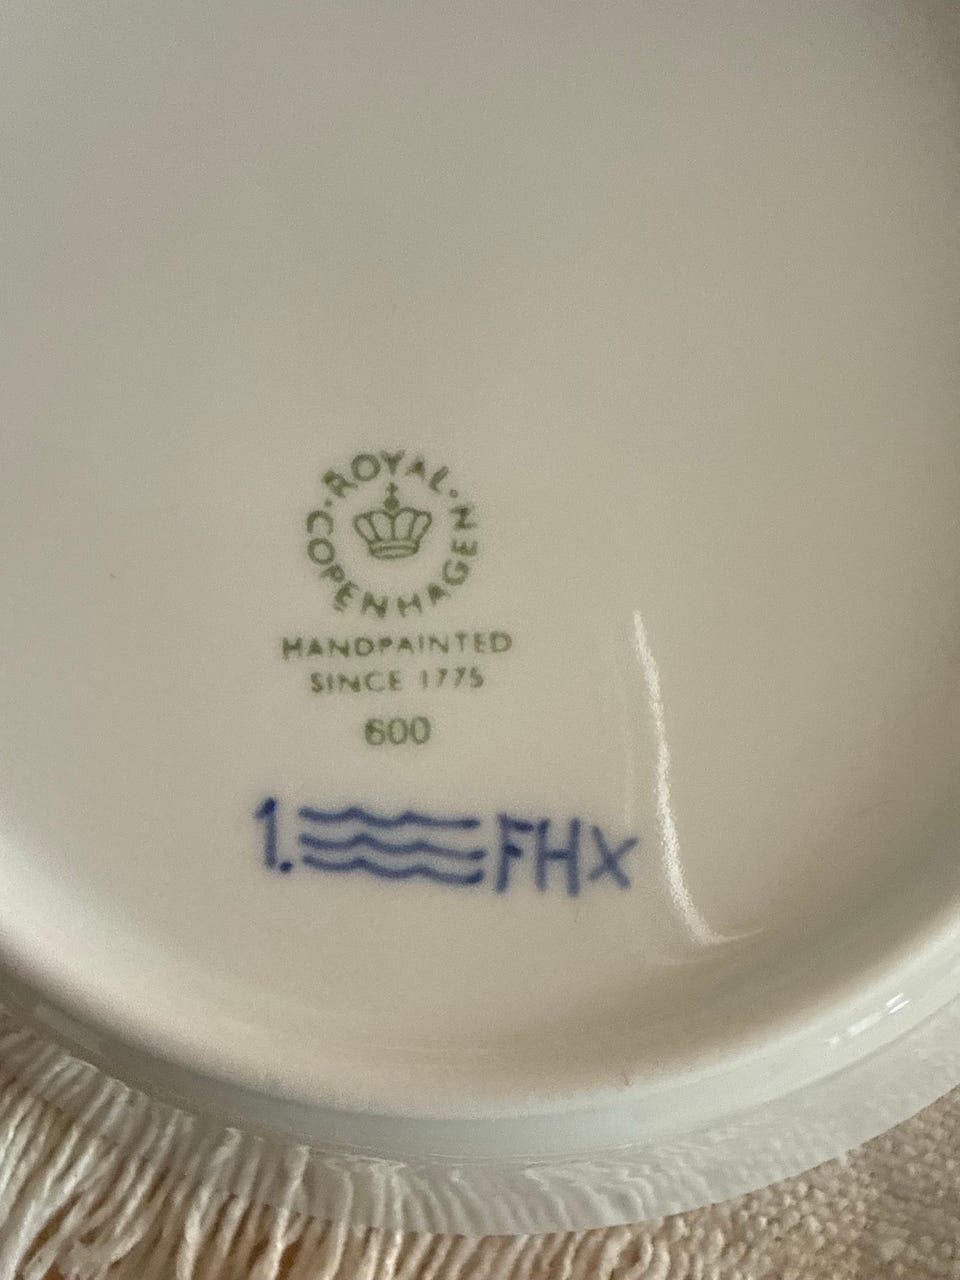 ROYAL · COPENHAGEN ·
HANDPAINTED
SINCE 1775
600
1. FHX